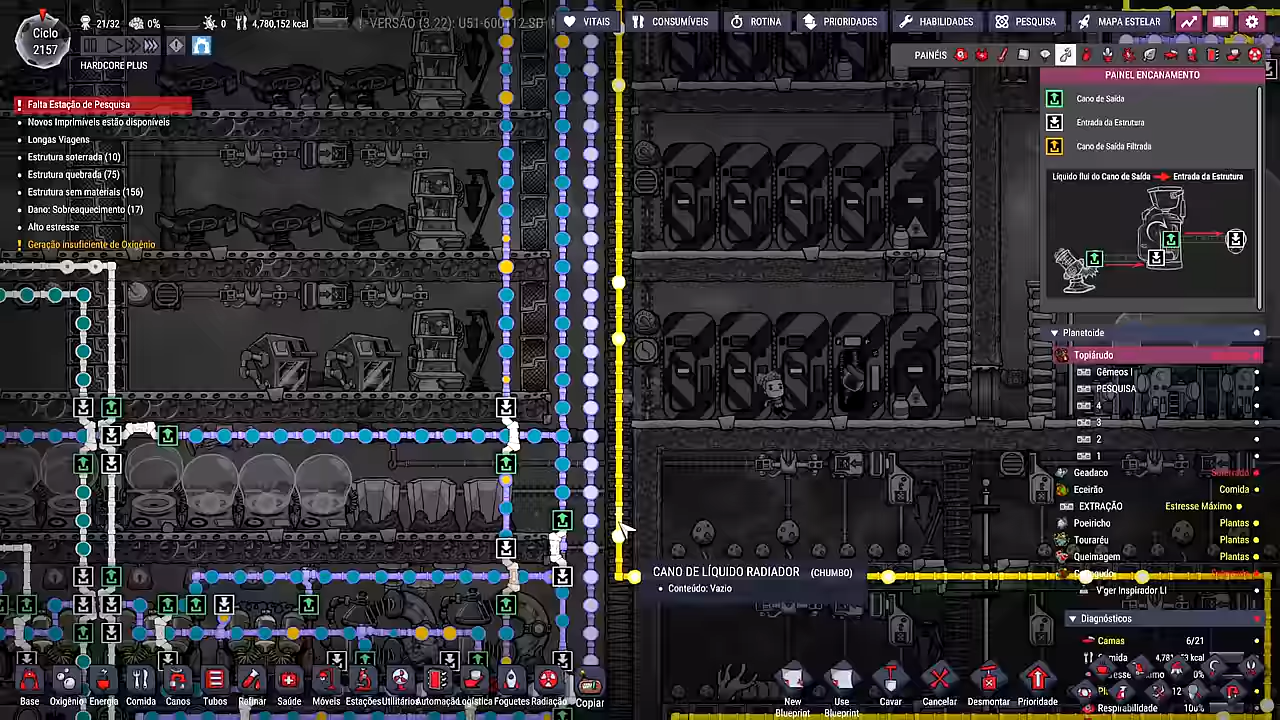 Ciclo
2157
21/32
0%
0
4,780,152 kcal
HARDCORE PLUS
VITAIS
CONSUMÍVEIS
ROTINA
PRIORIDADES
HABILIDADES
PESQUISA
MAPA ESTELAR
PAINÉIS
PAINEL ENCANAMENTO
Cano de Saída
Entrada da Estrutura
Cano de Saída Filtrada
Líquido flui do Cano de Saída
Entrada da Estrutura
Falta Estação de Pesquisa
Novos Imprimíveis estão disponíveis
Longas Viagens
Estrutura soterrada (10)
Estrutura quebrada (75)
Estrutura sem materiais (156)
Dano: Sobreaquecimento (17)
Alto estresse
Geração insuficiente de Oxigênio
Planetoide
Topiárudo
Gêmeos I
PESQUISA
4
3
2
1
Geadaco
Eceirão
Comida
EXTRAÇÃO
Estresse Máximo
Poeiricho
Plantas
Touraréu
Plantas
Queimagem
Plantas
V'ger Inspirador LI
CANO DE LÍQUIDO RADIADOR (CHUMBO)
Conteúdo: Vazio
Diagnósticos
Camas
6/21
Respirabilidade
100%
Base
Oxigênio
Energia
Comida
Canos
Tubos
Refinar
Saúde
Móveis
Estações
Utilitários
Automação
Logística
Foguetes
Radiação
Copiar
New
Blueprint
Use
Blueprint
Cavar
Cancelar
Desmontar
Prioridade